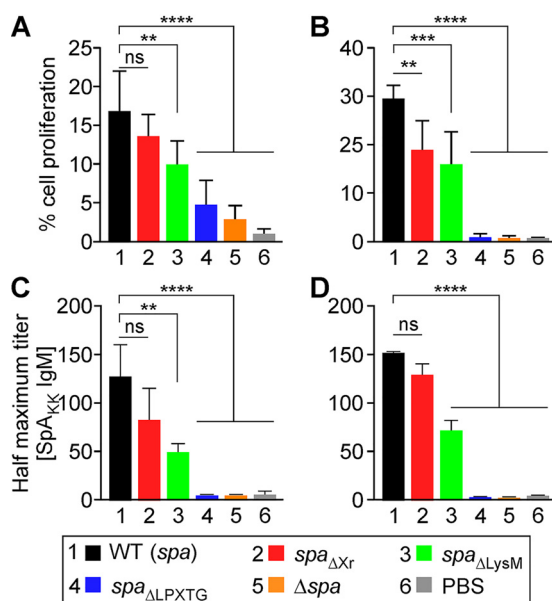 A
B
****
**
ns
25
20
15
10
5
0
% cell proliferation
1 2 3 4 5 6
****
***
**
40
30
25
10
0
1 2 3 4 5 6
C
D
****
**
ns
200
150
100
50
0
Half maximum titer
[SpAKK IgM]
1 2 3 4 5 6
****
ns
200
150
100
50
0
1 2 3 4 5 6
1 WT (spa) 2 spaΔXr 3 spaΔLysM
4 spaΔLPXTG 5 Δspa 6 PBS